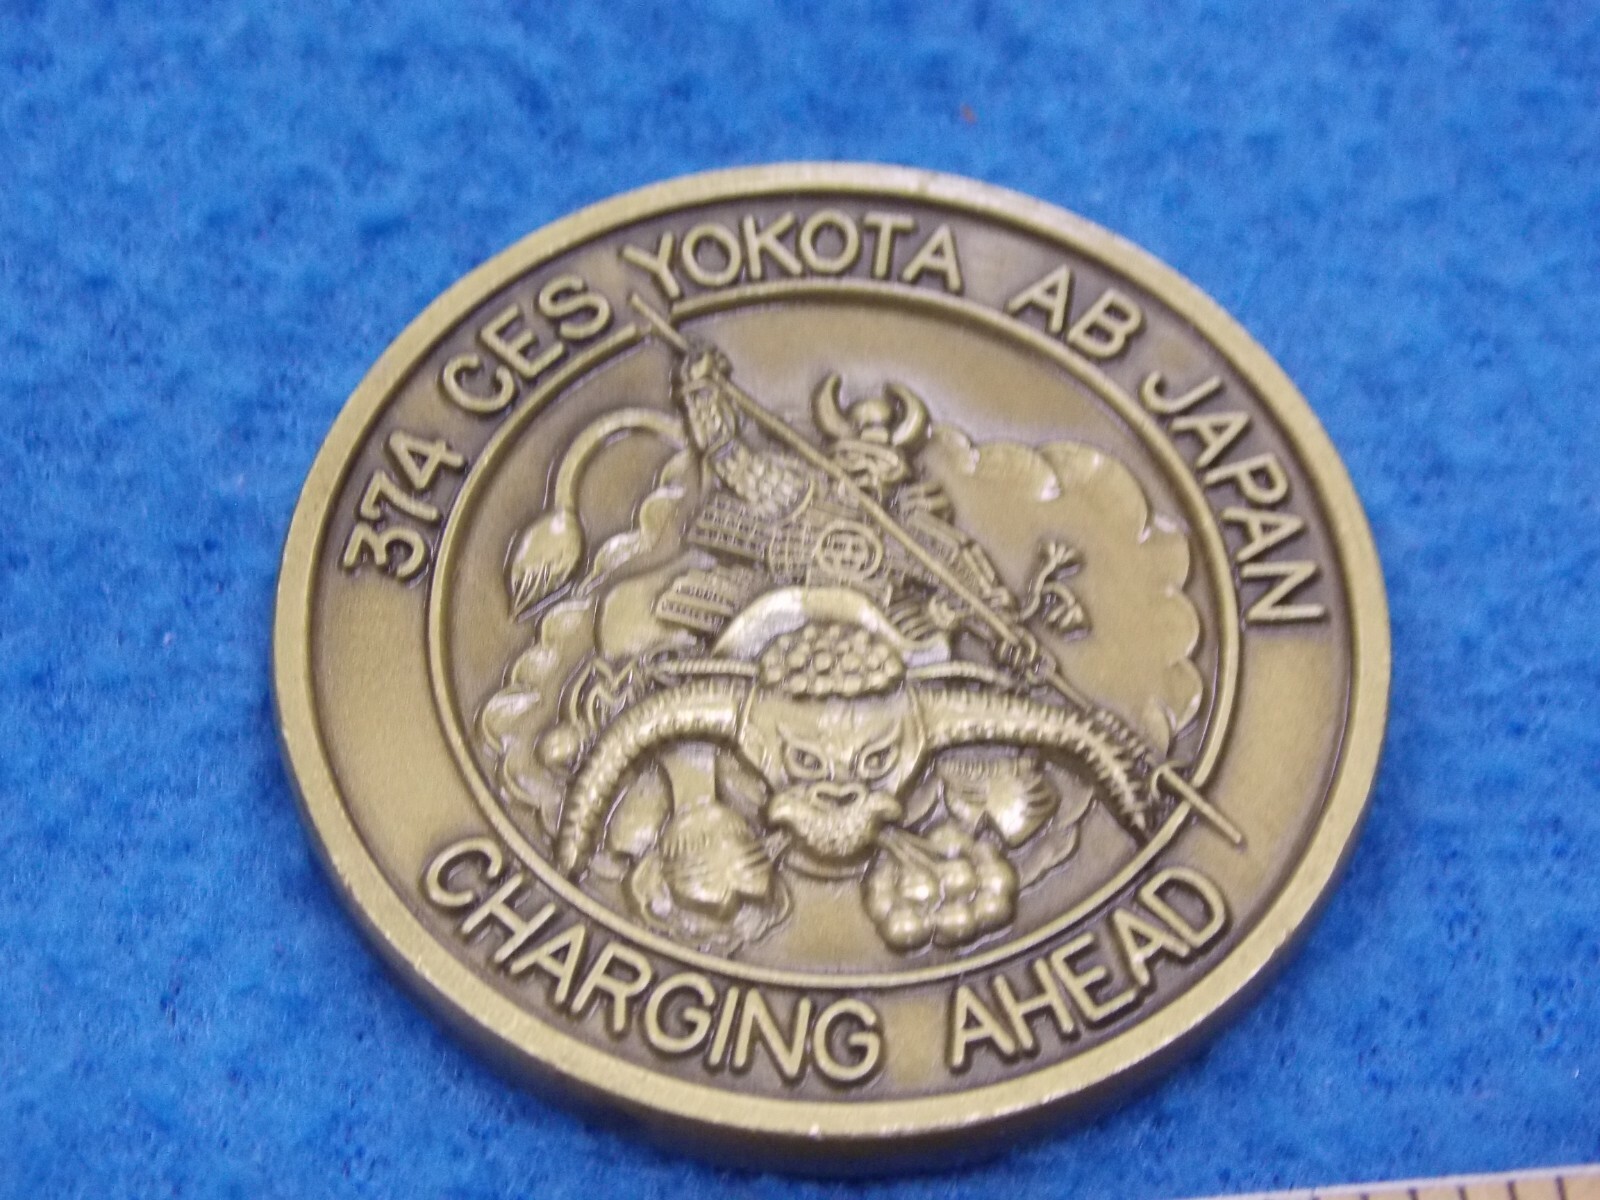 374 CES YOKOTA AB JAPAN
CHARGING AHEAD